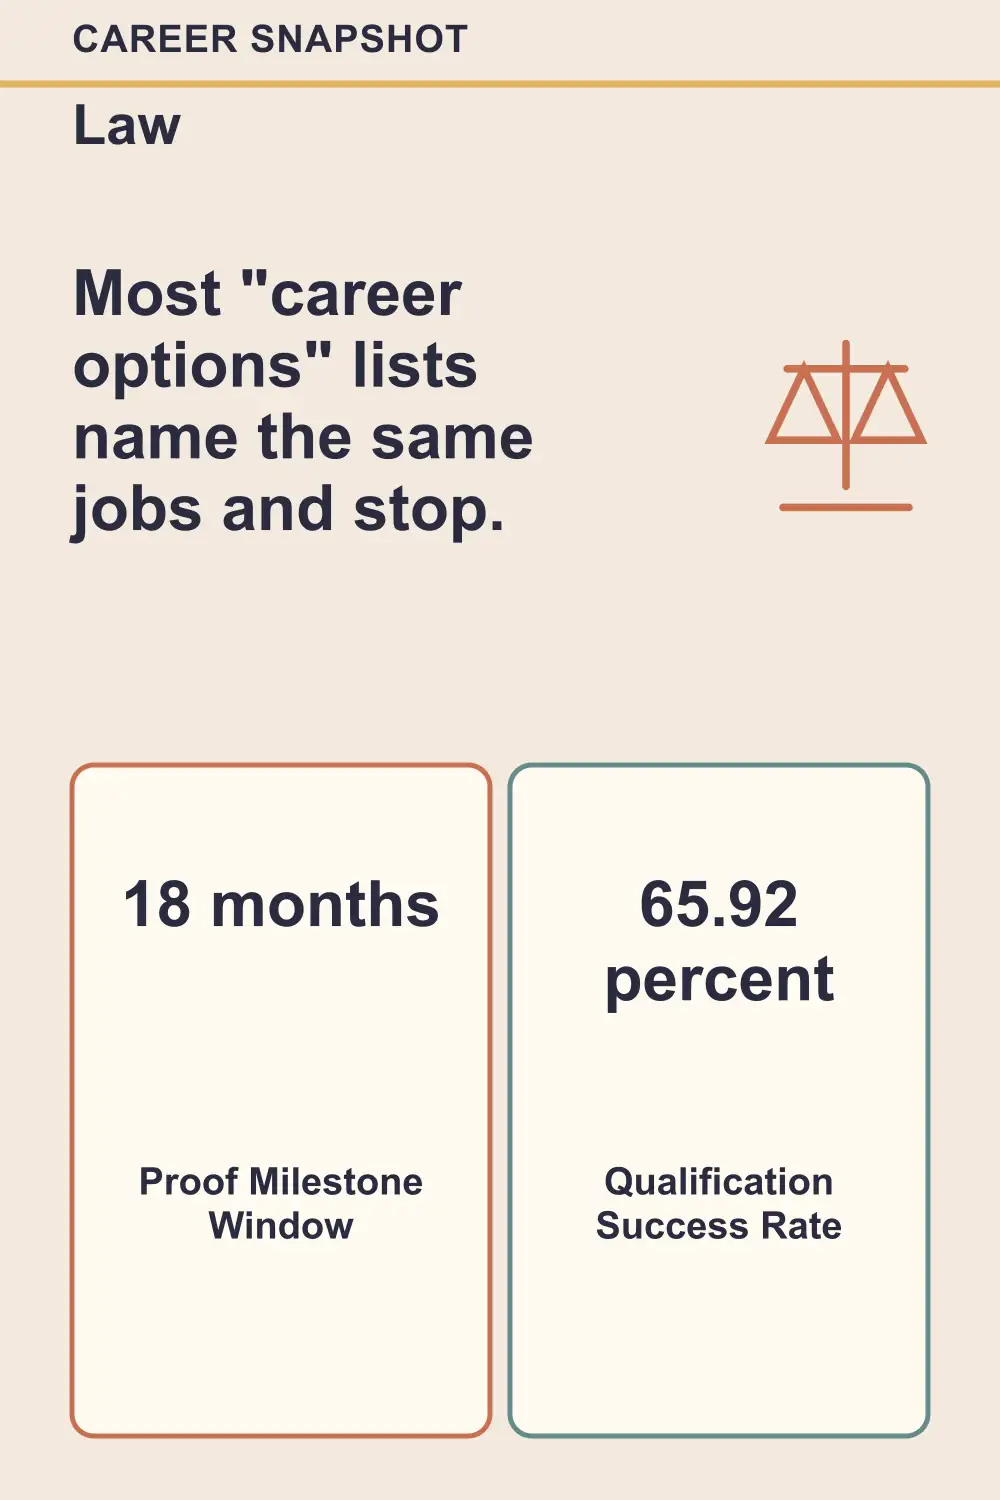 CAREER SNAPSHOT
Law
Most "career
options" lists
name the same
jobs and stop.
18 months
65.92
percent
Proof Milestone
Window
Qualification
Success Rate